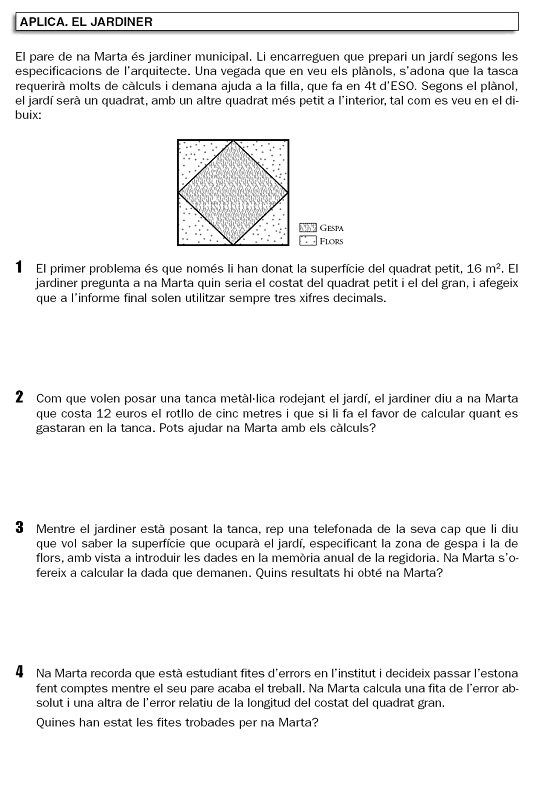 APLICA. EL JARDINER
El pare de na Marta és jardiner municipal. Li encarreguen que prepari un jardí segons les
especificacions de l'arquitecte. Una vegada que en veu els plànols, s'adona que la tasca
requerirà molts de càlculs i demana ajuda a la filla, que fa en 4t d'ESO. Segons el plànol,
el jardí serà un quadrat, amb un altre quadrat més petit a l'interior, tal com es veu en el di-
buix:
GESPA
FLORS
1 El primer problema és que només li han donat la superfície del quadrat petit, 16 m². El
jardiner pregunta a na Marta quin seria el costat del quadrat petit i el del gran, i afegeix
que a l'informe final solen utilitzar sempre tres xifres decimals.
2 Com que volen posar una tanca metàl·lica rodejant el jardí, el jardiner diu a na Marta
que costa 12 euros el rotllo de cinc metres i que si li fa el favor de calcular quant es
gastaran en la tanca. Pots ajudar na Marta amb els càlculs?
3 Mentre el jardiner està posant la tanca, rep una telefonada de la seva cap que li diu
que vol saber la superfície que ocuparà el jardí, especificant la zona de gespa i la de
flors, amb vista a introduir les dades en la memòria anual de la regidoria. Na Marta s'o-
fereix a calcular la dada que demanen. Quins resultats hi obté na Marta?
4 Na Marta recorda que està estudiant fites d'errors en l'institut i decideix passar l'estona
fent comptes mentre el seu pare acaba el treball. Na Marta calcula una fita de l'error ab-
solut i una altra de l'error relatiu de la longitud del costat del quadrat gran.
Quines han estat les fites trobades per na Marta?